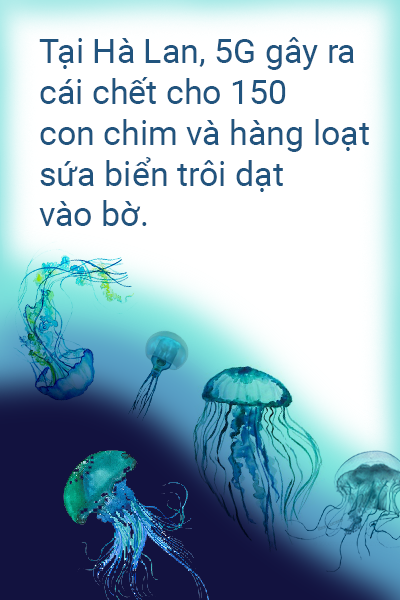 Tại Hà Lan, 5G gây ra
cái chết cho 150
con chim và hàng loạt
sứa biển trôi dạt
vào bờ.